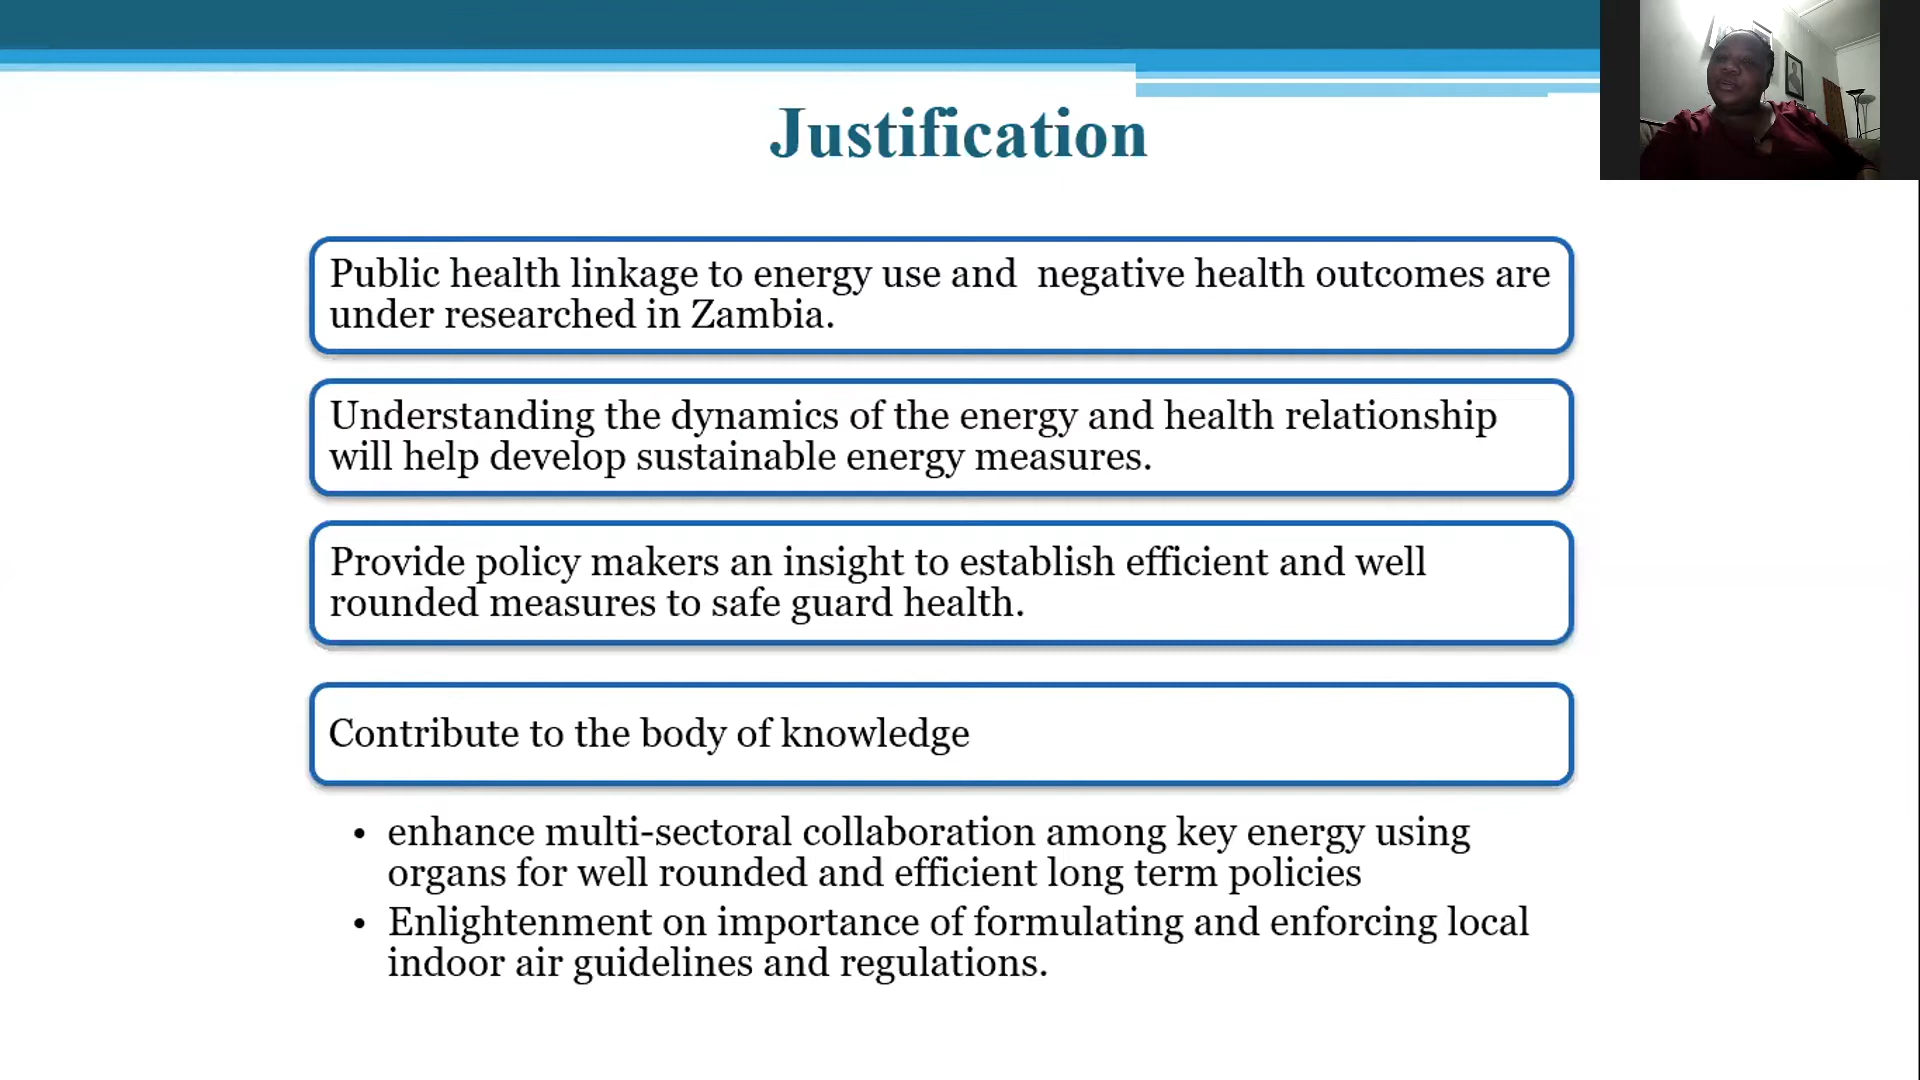 Justification
Public health linkage to energy use and  negative health outcomes are
under researched in Zambia.
Understanding the dynamics of the energy and health relationship
will help develop sustainable energy measures.
Provide policy makers an insight to establish efficient and well
rounded measures to safe guard health.
Contribute to the body of knowledge
• enhance multi-sectoral collaboration among key energy using
organs for well rounded and efficient long term policies
• Enlightenment on importance of formulating and enforcing local
indoor air guidelines and regulations.